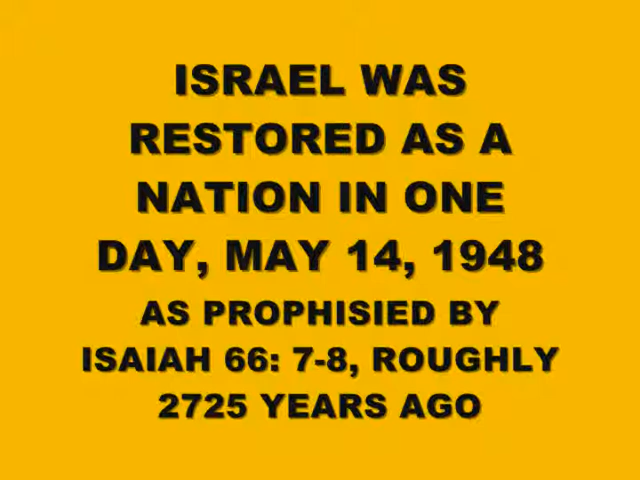 ISRAEL WAS
RESTORED AS A
NATION IN ONE
DAY, MAY 14, 1948
AS PROPHISIED BY
ISAIAH 66: 7-8, ROUGHLY
2725 YEARS AGO